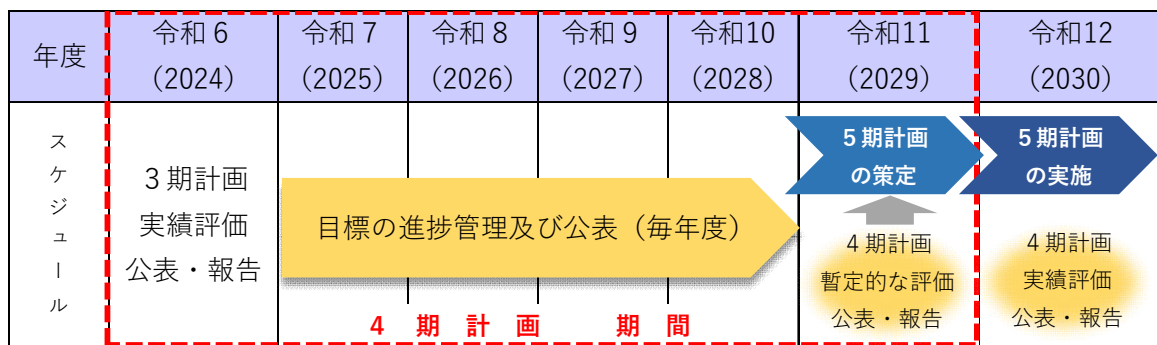 年度
令和6
（2024）
令和7
（2025）
令和8
（2026）
令和9
（2027）
令和10
（2028）
令和11
（2029）
令和12
（2030）
スケジュール
３期計画
実績評価
公表・報告
目標の進捗管理及び公表（毎年度）
５期計画
の策定
５期計画
の実施
４期計画
暫定的な評価
公表・報告
４期計画
実績評価
公表・報告
４期計画 期間